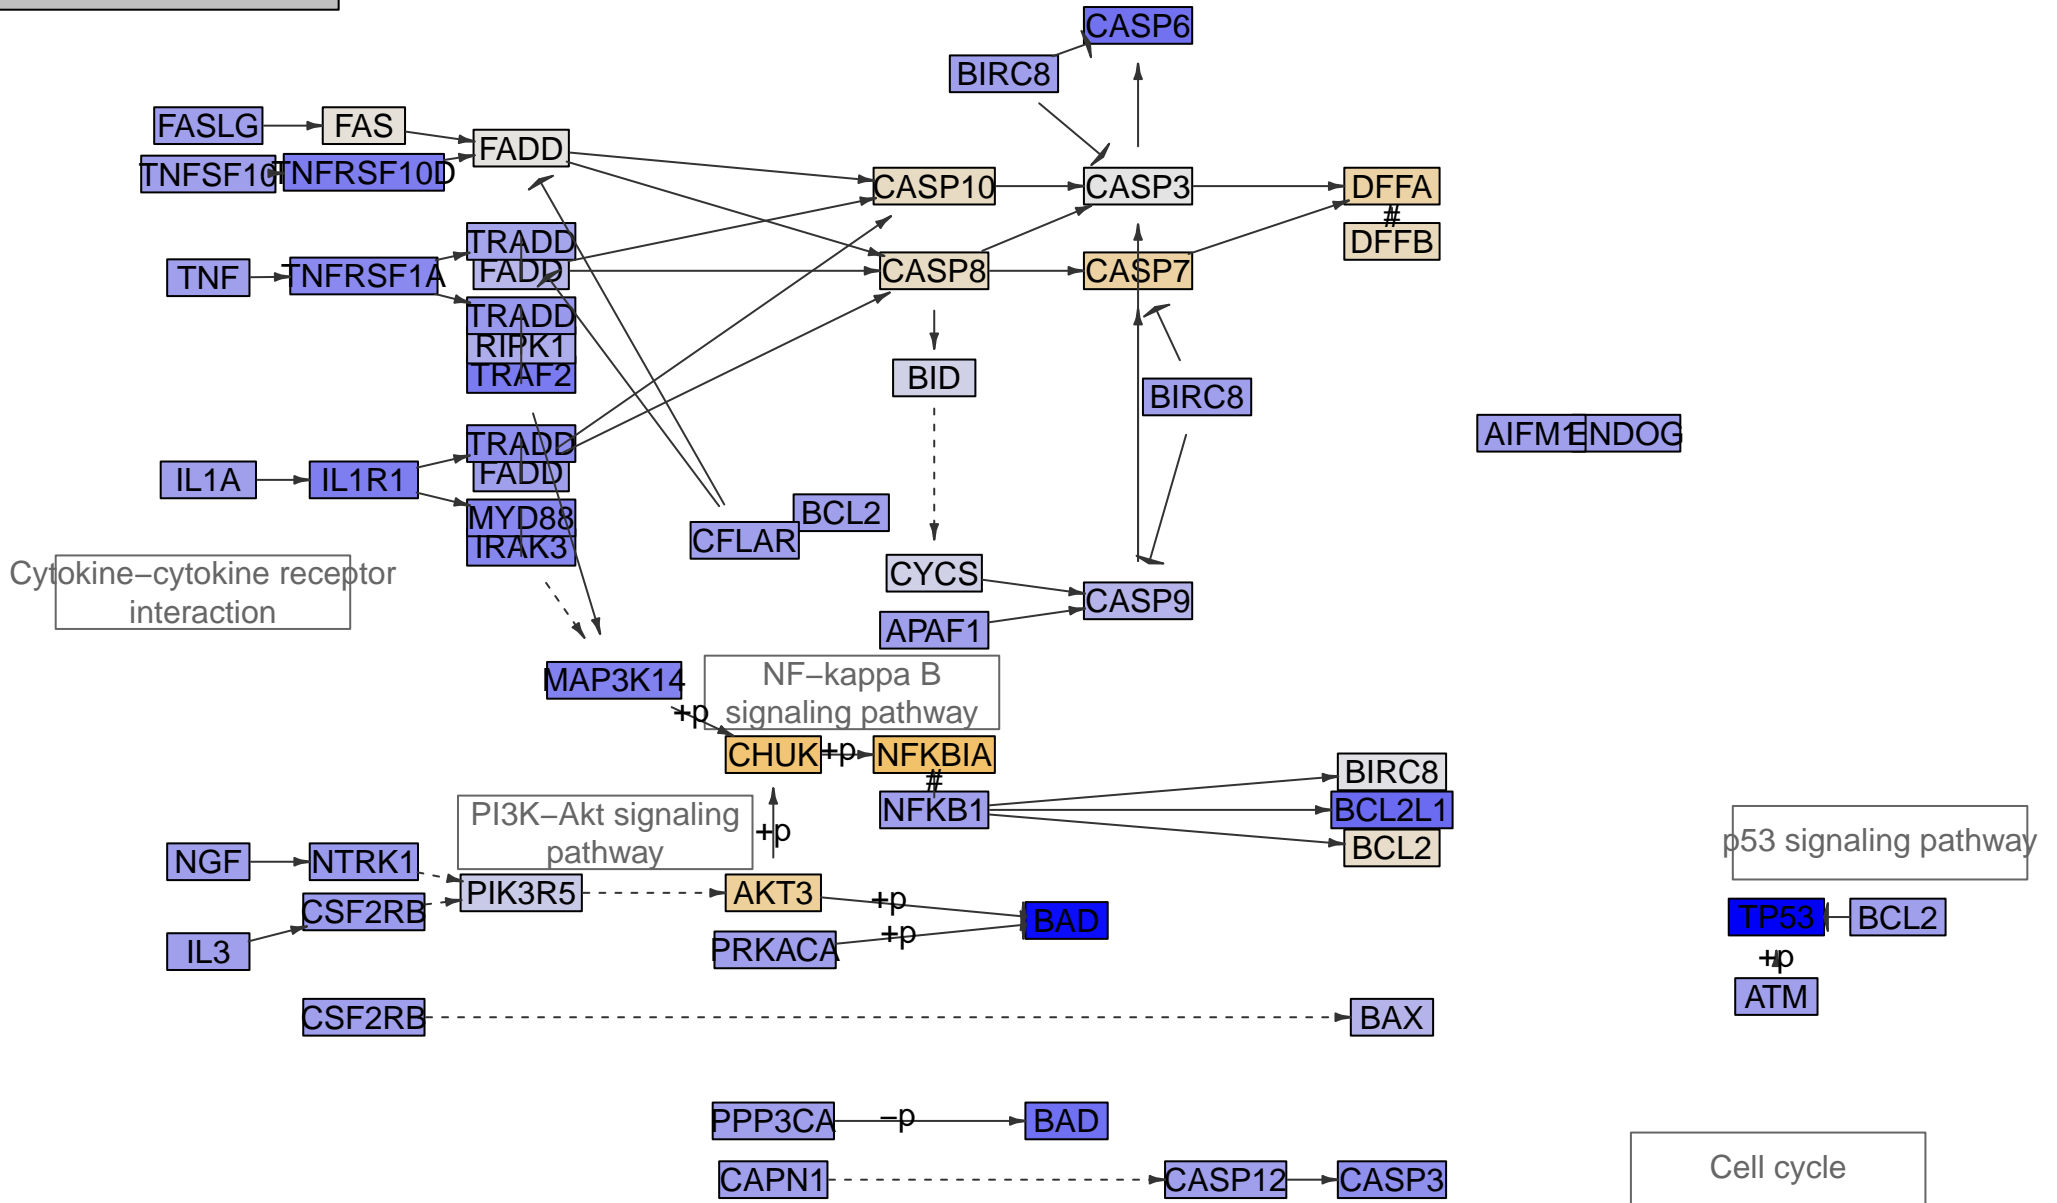 CASP6
BIRC8
FASLG
FAS
FADD
TNFSF10
TNFRSF10D
CASP10
CASP3
DFFA
#
DFFB
TRADD
FADD
TNF
TNFRSF1A
CASP8
CASP7
TRADD
RIPK1
TRAF2
BID
BIRC8
AIFM1
ENDOG
TRADD
FADD
IL1A
IL1R1
MYD88
IRAK3
BCL2
CFLAR
Cytokine−cytokine receptor
interaction
CYCS
CASP9
APAF1
MAP3K14
NF−kappa B
signaling pathway
+p
CHUK
+p
NFKBIA
#
NFKB1
BIRC8
BCL2L1
BCL2
PI3K−Akt signaling
pathway
+p
p53 signaling pathway
NGF
NTRK1
PIK3R5
AKT3
+p
CSF2RB
BAD
TP53
BCL2
IL3
PRKACA
+p
+p
ATM
CSF2RB
BAX
PPP3CA
−p
BAD
CAPN1
CASP12
CASP3
Cell cycle